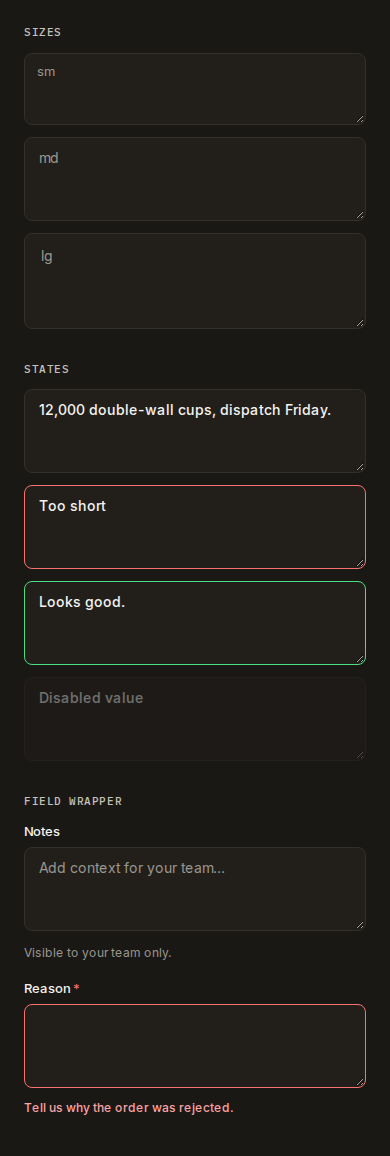 SIZES
sm
md
lg
STATES
12,000 double-wall cups, dispatch Friday.
Too short
Looks good.
Disabled value
FIELD WRAPPER
Notes
Add context for your team...
Visible to your team only.
Reason *
Tell us why the order was rejected.